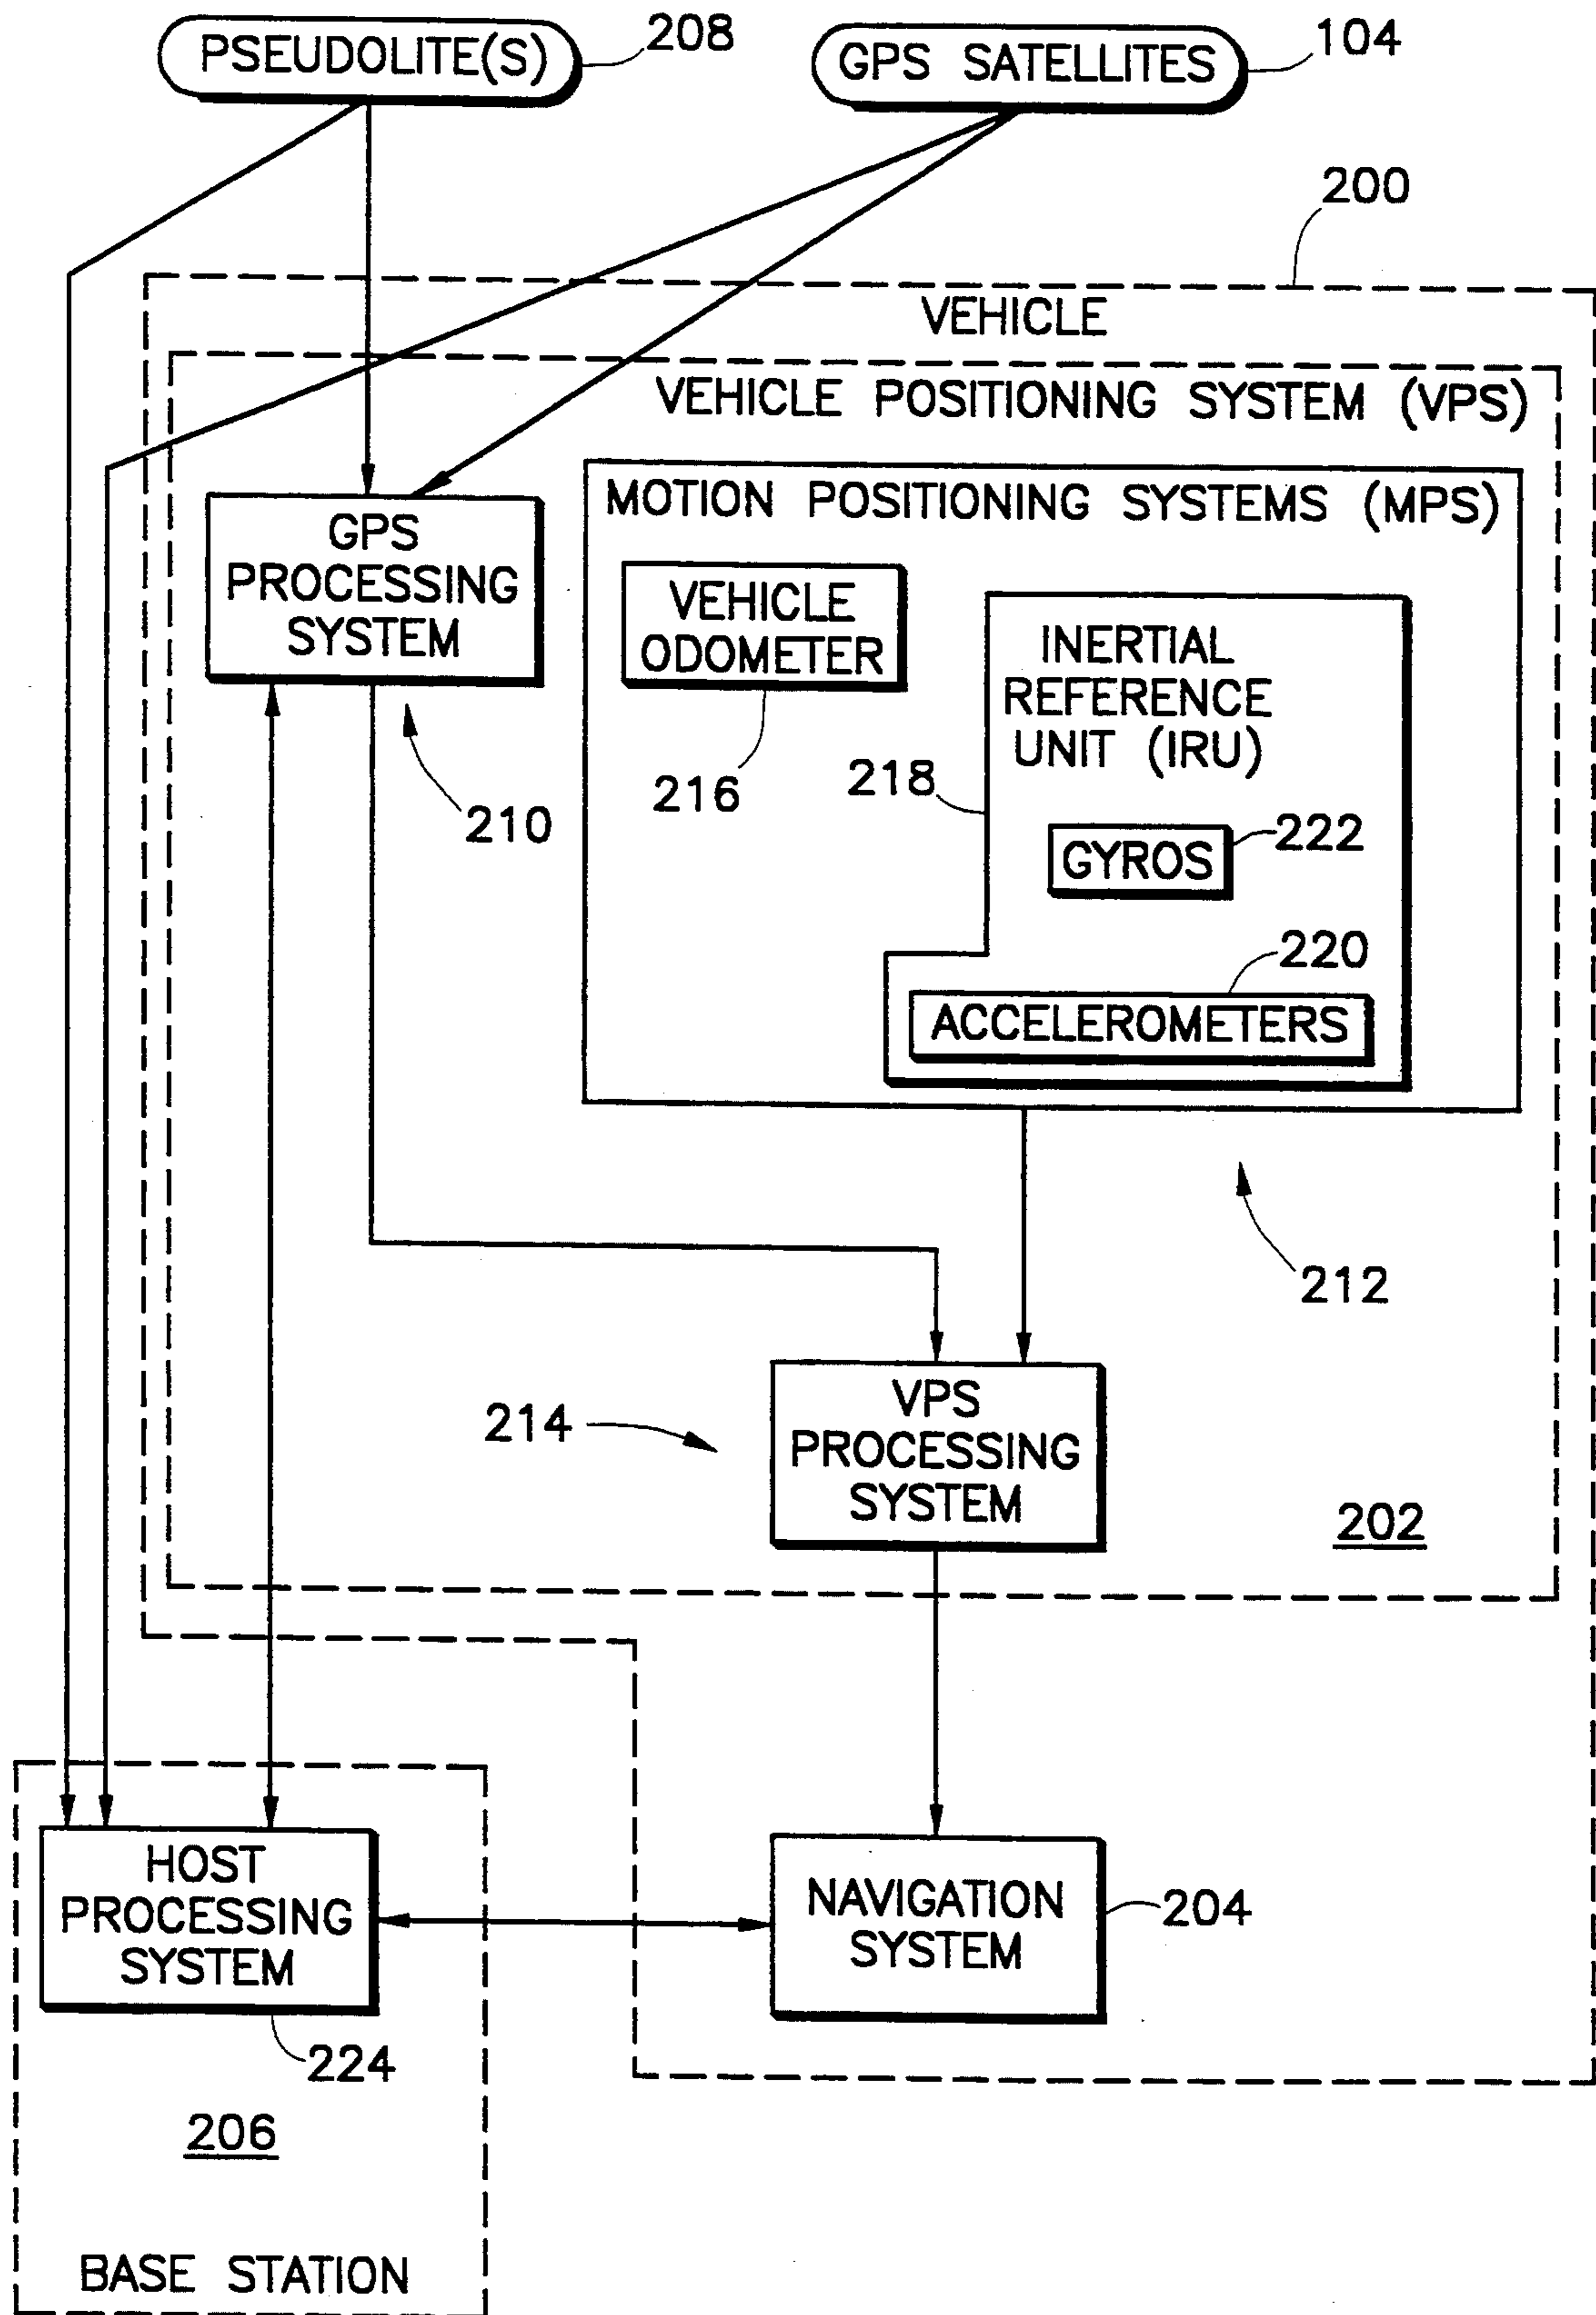 PSEUDOLITE(S)
208
GPS SATELLITES
104
200
VEHICLE
VEHICLE POSITIONING SYSTEM (VPS)
MOTION POSITIONING SYSTEMS (MPS)
GPS
PROCESSING
SYSTEM
210
VEHICLE
ODOMETER
216
INERTIAL
REFERENCE
UNIT (IRU)
218
GYROS
222
220
ACCELEROMETERS
212
214
VPS
PROCESSING
SYSTEM
202
HOST
PROCESSING
SYSTEM
224
NAVIGATION
SYSTEM
204
206
BASE STATION